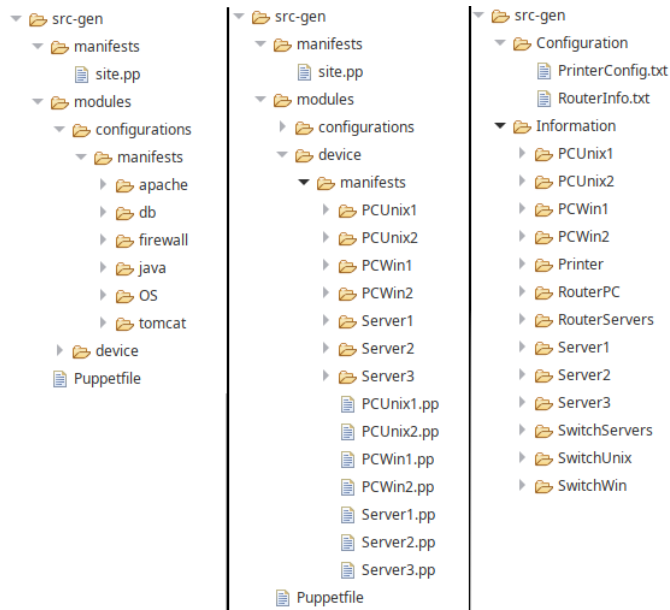 src-gen
manifests
site.pp
modules
configurations
manifests
apache
db
firewall
java
OS
tomcat
device
Puppetfile
src-gen
manifests
site.pp
modules
configurations
device
manifests
PCUnix1
PCUnix2
PCWin1
PCWin2
Server1
Server2
Server3
PCUnix1.pp
PCUnix2.pp
PCWin1.pp
PCWin2.pp
Server1.pp
Server2.pp
Server3.pp
Puppetfile
src-gen
Configuration
PrinterConfig.txt
RouterInfo.txt
Information
PCUnix1
PCUnix2
PCWin1
PCWin2
Printer
RouterPC
RouterServers
Server1
Server2
Server3
SwitchServers
SwitchUnix
SwitchWin